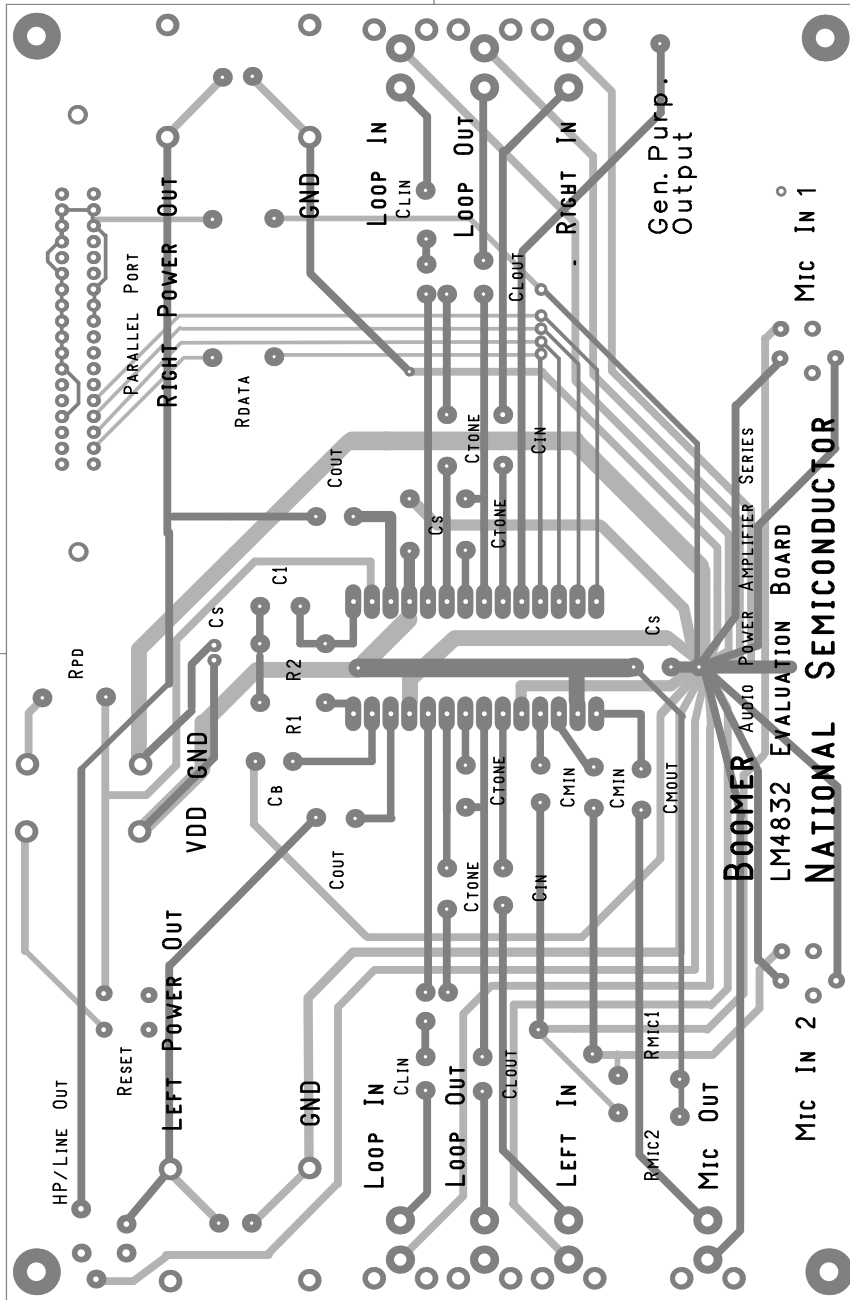 HP/LINE OUT
RESET
LEFT POWER OUT
GND
LOOP IN
CLIN
LOOP OUT
CLOUT
LEFT IN
RMIC1
RMIC2
MIC OUT
MIC IN 2
COUT
CTONE
CIN
CB
VDD GND
CTONE
CMIN
CMIN
CMOUT
RPD
CS
R1
R2
C1
CS
BOOMER AUDIO POWER AMPLIFIER SERIES
LM4832 EVALUATION BOARD
NATIONAL SEMICONDUCTOR
COUT
CS
CTONE
CTONE
CIN
RDATA
PARALLEL PORT
RIGHT POWER OUT
GND
LOOP IN
CLIN
LOOP OUT
CLOUT
- RIGHT IN
Gen. Purp.
Output
MIC IN 1